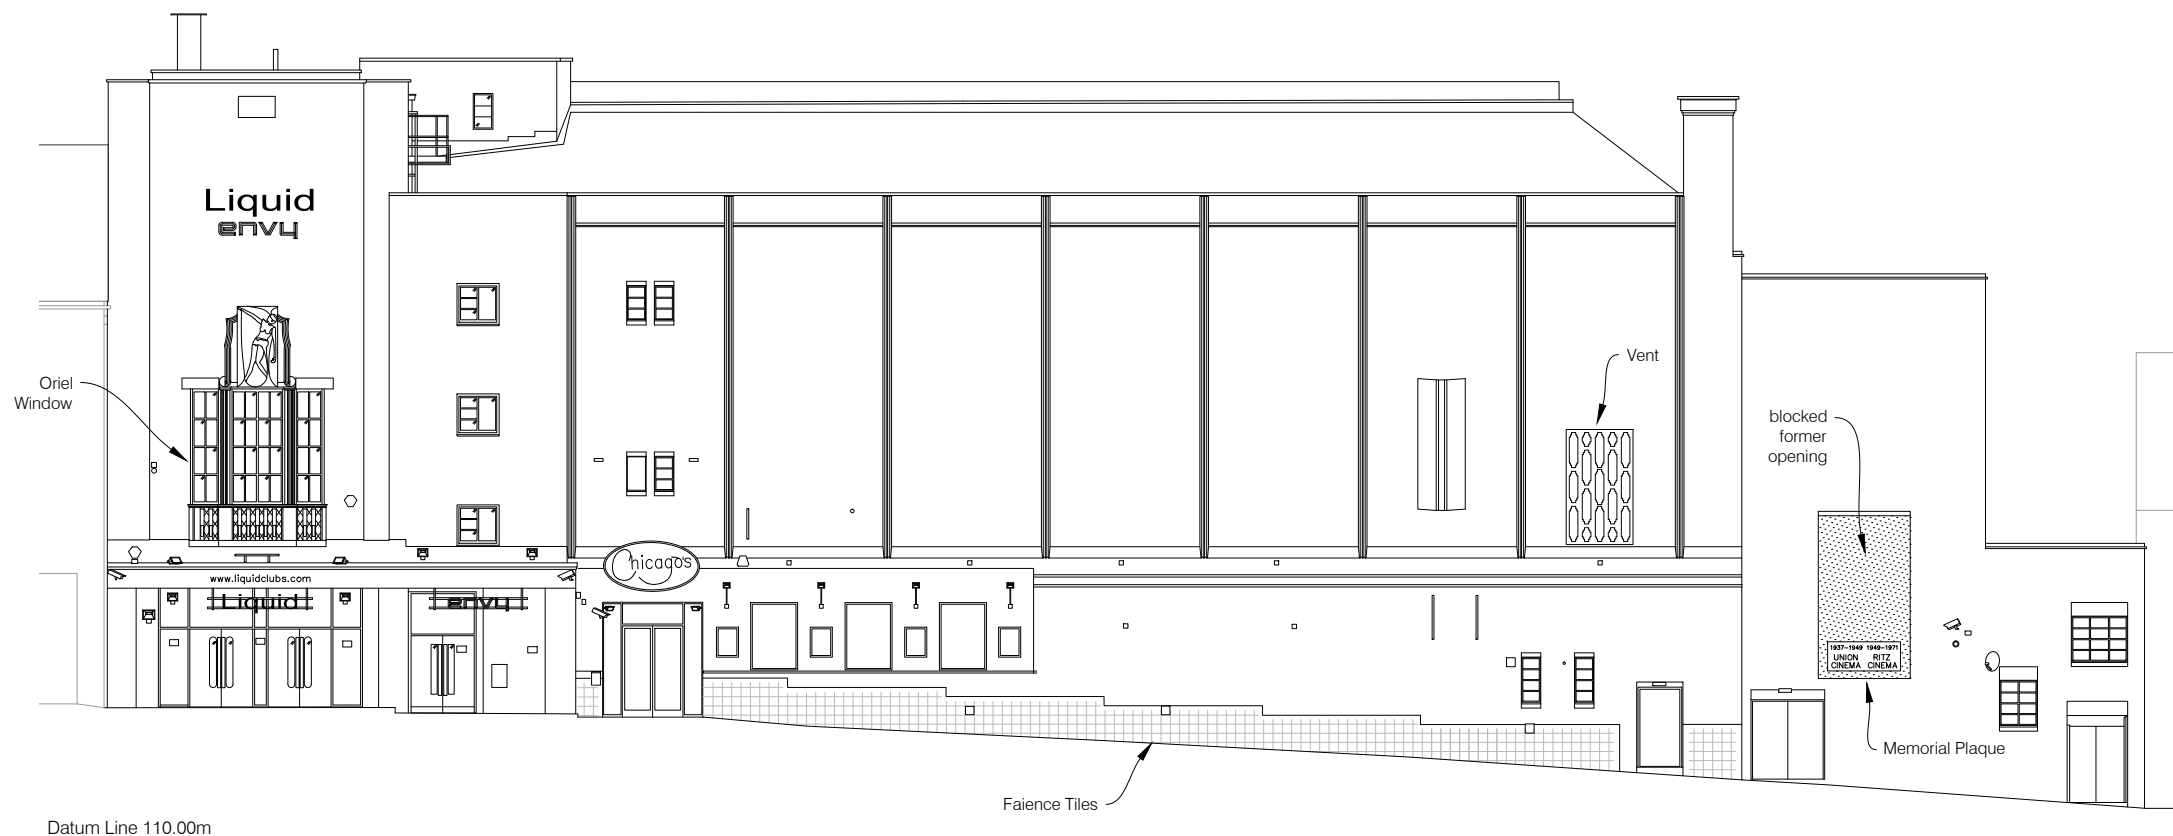 Liquid
envy
Oriel
Window
Vent
blocked
former
opening
Chicago's
www.liquidclubs.com
Liquid
envy
1937-1949 1949-1971
UNION RITZ
CINEMA CINEMA
Memorial Plaque
Faience Tiles
Datum Line 110.00m